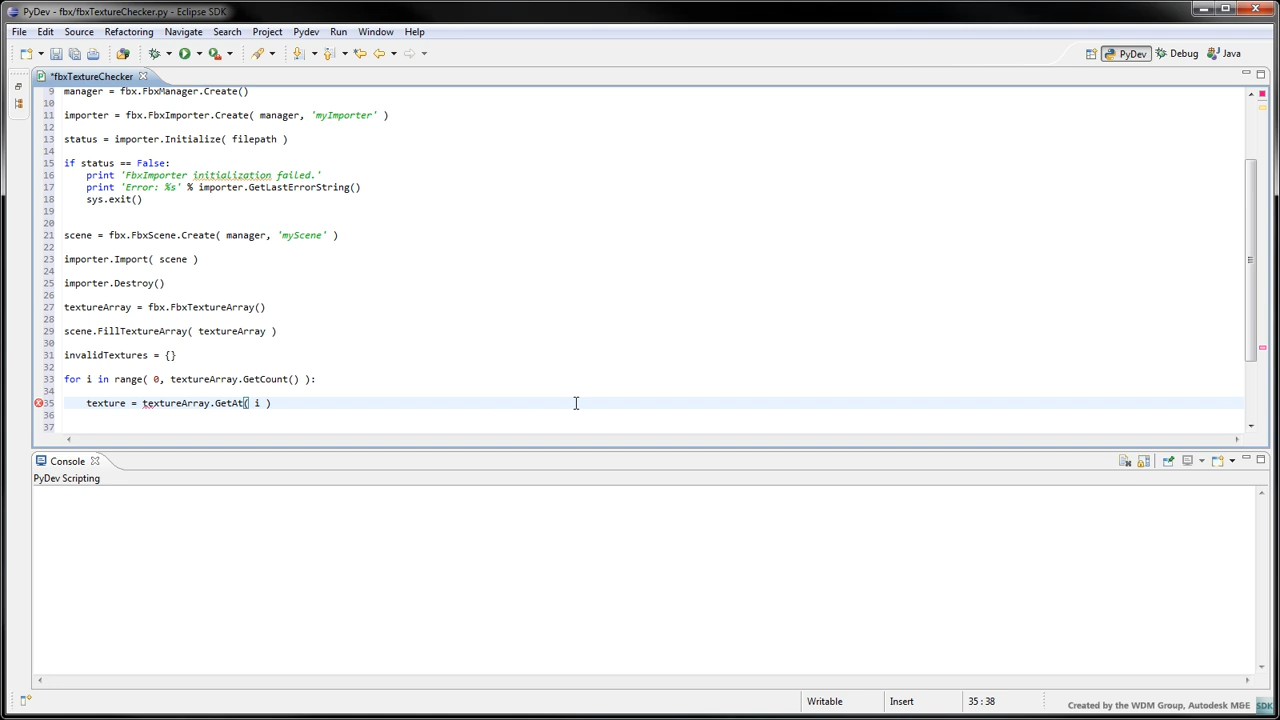 PyDev - fbx/fbxTextureChecker.py - Eclipse SDK
File Edit Source Refactoring Navigate Search Project Pydev Run Window Help
PyDev Debug Java
*fbxTextureChecker
9 manager = fbx.FbxManager.Create()
10
11 importer = fbx.FbxImporter.Create( manager, 'myImporter' )
12
13 status = importer.Initialize( filepath )
14
15 if status == False:
16 print 'FbxImporter initialization failed.'
17 print 'Error: %s' % importer.GetLastErrorString()
18 sys.exit()
19
20
21 scene = fbx.FbxScene.Create( manager, 'myScene' )
22
23 importer.Import( scene )
24
25 importer.Destroy()
26
27 textureArray = fbx.FbxTextureArray()
28
29 scene.FillTextureArray( textureArray )
30
31 invalidTextures = {}
32
33 for i in range( 0, textureArray.GetCount() ):
34
35 texture = textureArray.GetAt( i )
36
37
Console
PyDev Scripting
Writable Insert 35 : 38
Created by the WDM Group, Autodesk M&E SDK